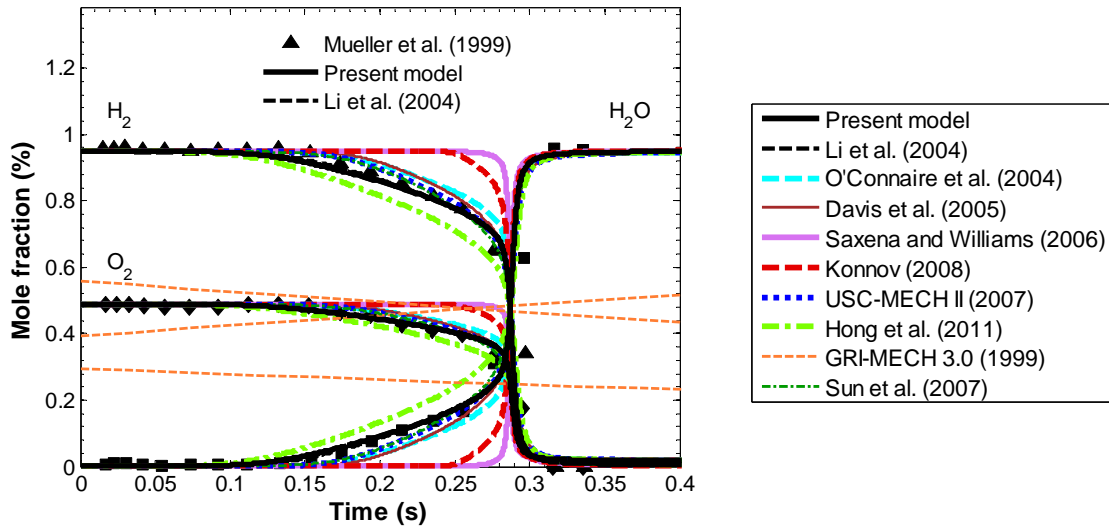 Mueller et al. (1999)
Present model
Li et al. (2004)
H2
H2O
O2
1.2
1
0.8
0.6
0.4
0.2
0
Mole fraction (%)
0
0.05
0.1
0.15
0.2
0.25
0.3
0.35
0.4
Time (s)
Present model
Li et al. (2004)
O'Connaire et al. (2004)
Davis et al. (2005)
Saxena and Williams (2006)
Konnov (2008)
USC-MECH II (2007)
Hong et al. (2011)
GRI-MECH 3.0 (1999)
Sun et al. (2007)